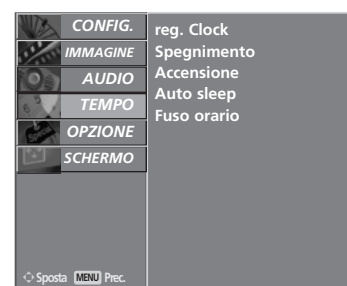 CONFIG.
IMMAGINE
AUDIO
TEMPO
OPZIONE
SCHERMO
reg. Clock
Spegnimento
Accensione
Auto sleep
Fuso orario
Sposta MENU Prec.